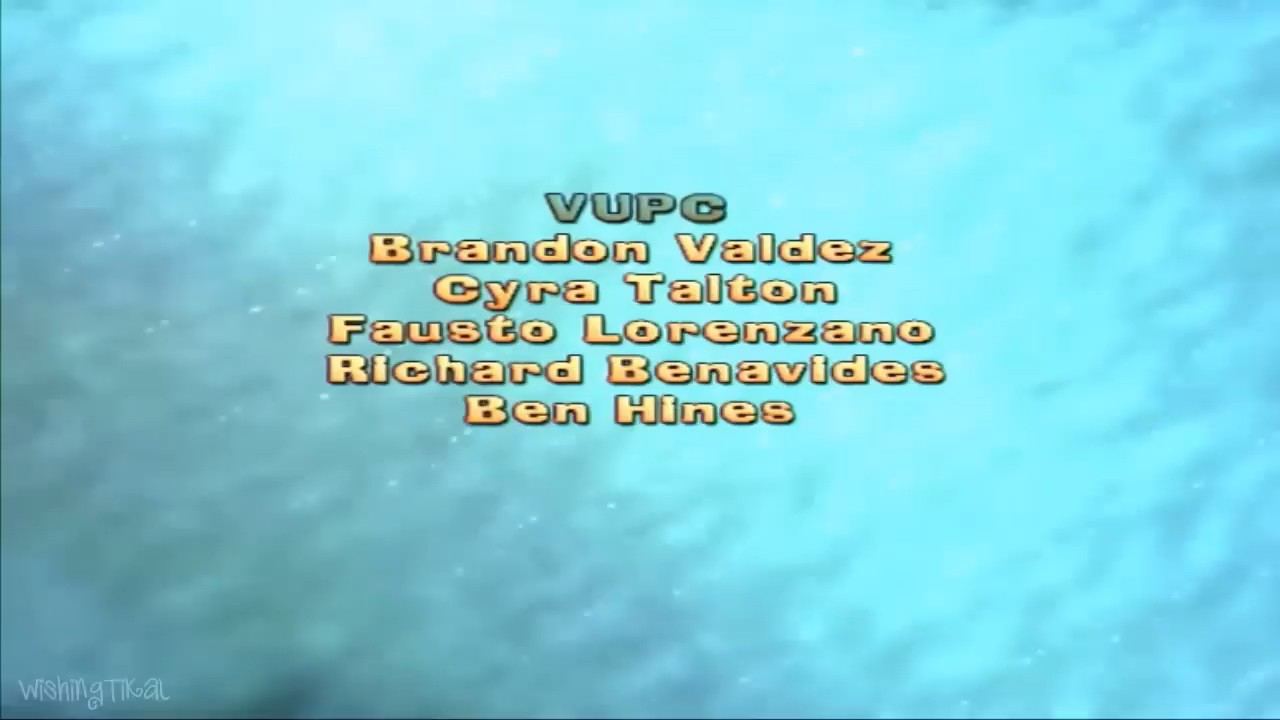 VUPC
Brandon Valdez
Cyra Talton
Fausto Lorenzano
Richard Benavides
Ben Hines
WishingTikal